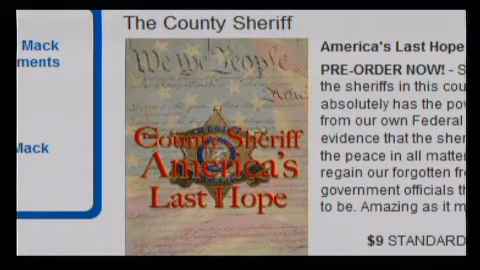 The County Sheriff
Mack
ments
Mack
We the People
Article
The County Sheriff
America's
Last Hope
America's Last Hope
PRE-ORDER NOW! - S
the sheriffs in this cou
absolutely has the pow
from our own Federal
evidence that the sher
the peace in all matter
regain our forgotten fr
government officials th
to be. Amazing as it m
$9 STANDARD